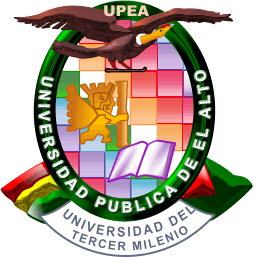 UPEA
UNIVERSIDAD PUBLICA DE EL ALTO
UNIVERSIDAD DEL
TERCER MILENIO